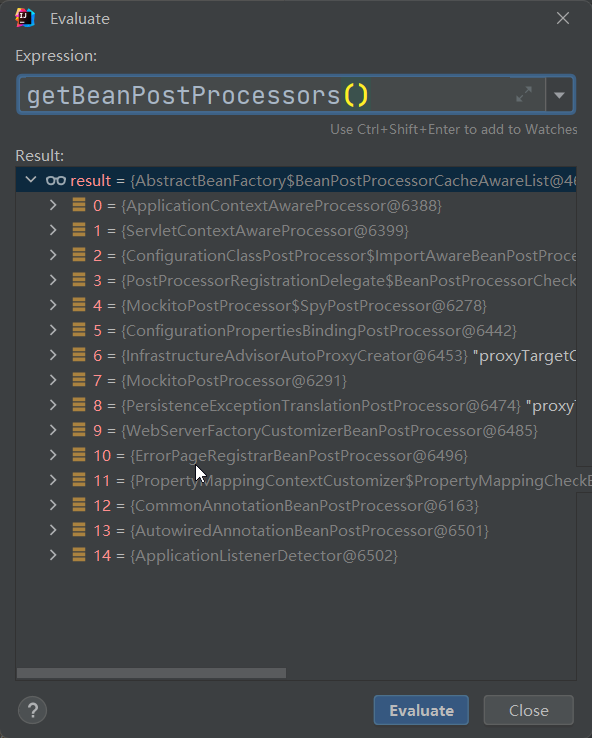 Evaluate
Expression:
getBeanPostProcessors()
Use Ctrl+Shift+Enter to add to Watches
Result:
result = {AbstractBeanFactory$BeanPostProcessorCacheAwareList@46
0 = {ApplicationContextAwareProcessor@6388}
1 = {ServletContextAwareProcessor@6399}
2 = {ConfigurationClassPostProcessor$ImportAwareBeanPostProce
3 = {PostProcessorRegistrationDelegate$BeanPostProcessorCheck
4 = {MockitoPostProcessor$SpyPostProcessor@6278}
5 = {ConfigurationPropertiesBindingPostProcessor@6442}
6 = {InfrastructureAdvisorAutoProxyCreator@6453} "proxyTargetC
7 = {MockitoPostProcessor@6291}
8 = {PersistenceExceptionTranslationPostProcessor@6474} "proxyT
9 = {WebServerFactoryCustomizerBeanPostProcessor@6485}
10 = {ErrorPageRegistrarBeanPostProcessor@6496}
11 = {PropertyMappingContextCustomizer$PropertyMappingCheckB
12 = {CommonAnnotationBeanPostProcessor@6163}
13 = {AutowiredAnnotationBeanPostProcessor@6501}
14 = {ApplicationListenerDetector@6502}
? Evaluate Close